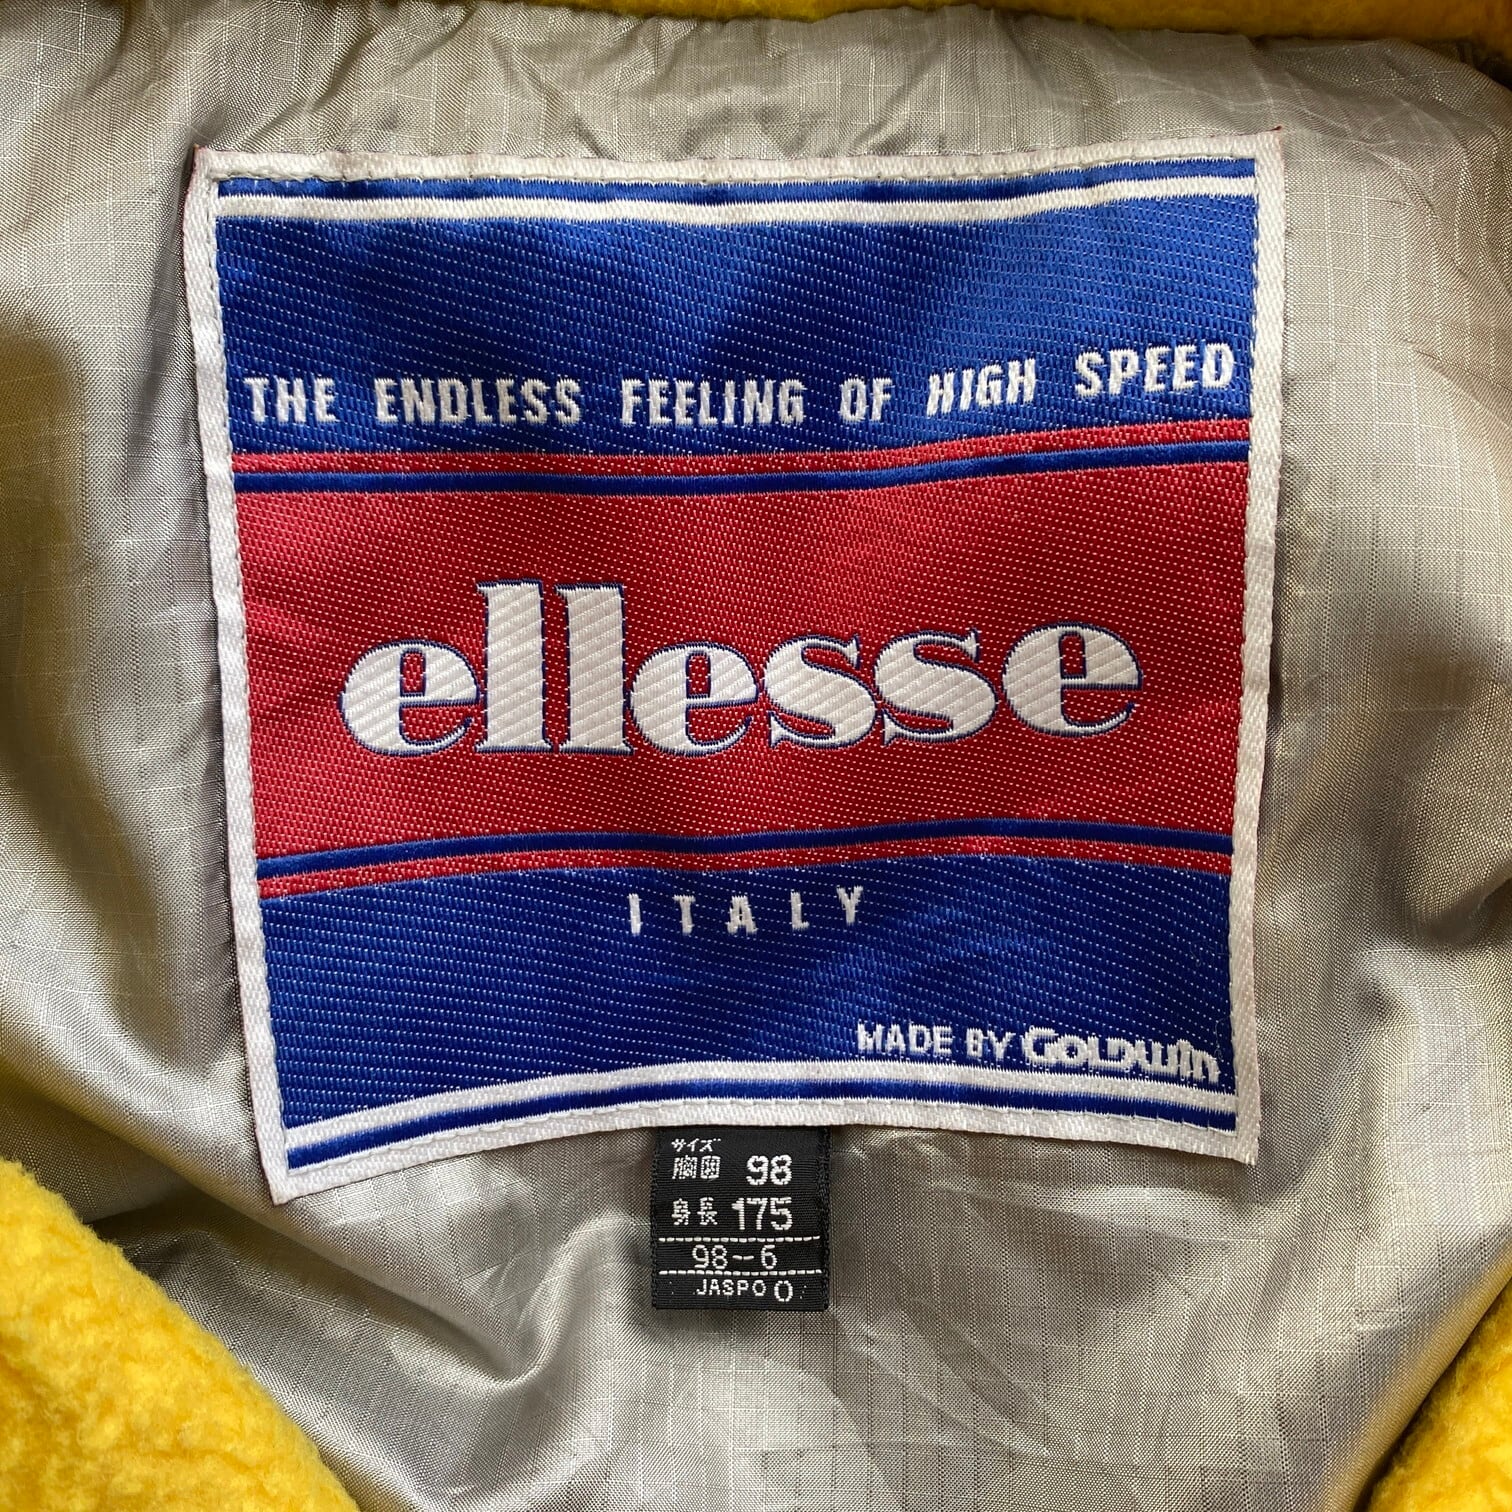 THE ENDLESS FEELING OF HIGH SPEED
ellesse
ITALY
MADE BY GOLDWIN
サイズ
胸囲 98
身長 175
98-6
JASPO O